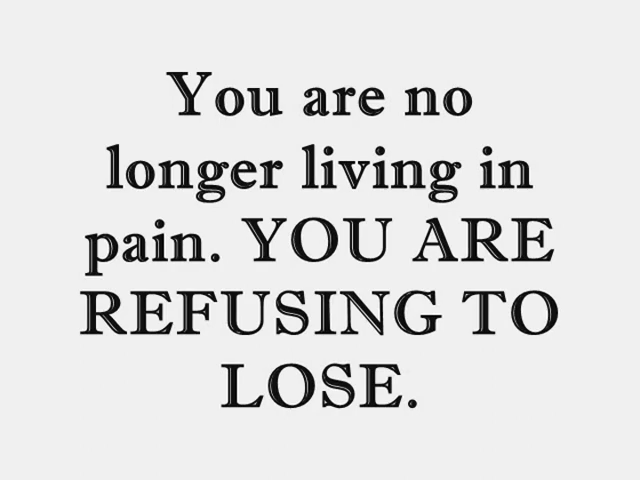 You are no
longer living in
pain. YOU ARE
REFUSING TO
LOSE.